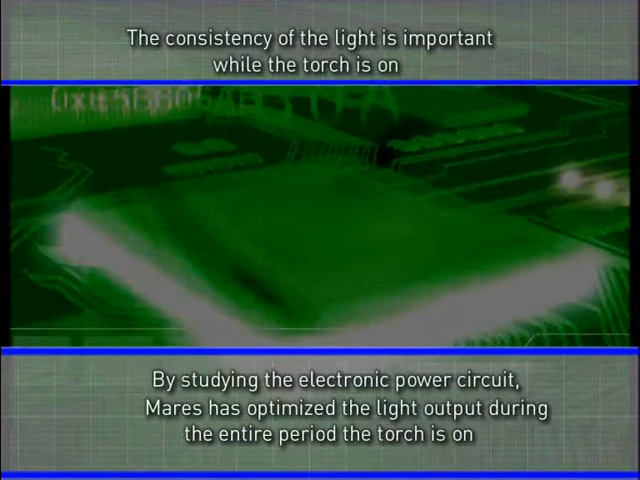 The consistency of the light is important
while the torch is on
By studying the electronic power circuit,
Mares has optimized the light output during
the entire period the torch is on